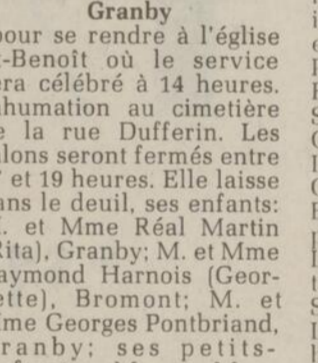 Granby
pour se rendre à l'église
-Benoît où le service
era célébré à 14 heures.
humation au cimetière
e la rue Dufferin. Les
alons seront fermés entre
et 19 heures. Elle laisse
ans le deuil, ses enfants:
. et Mme Réal Martin
Rita), Granby; M. et Mme
aymond Harnois (Geor-
ette), Bromont; M. et
me Georges Pontbriand,
ranby; ses petits-